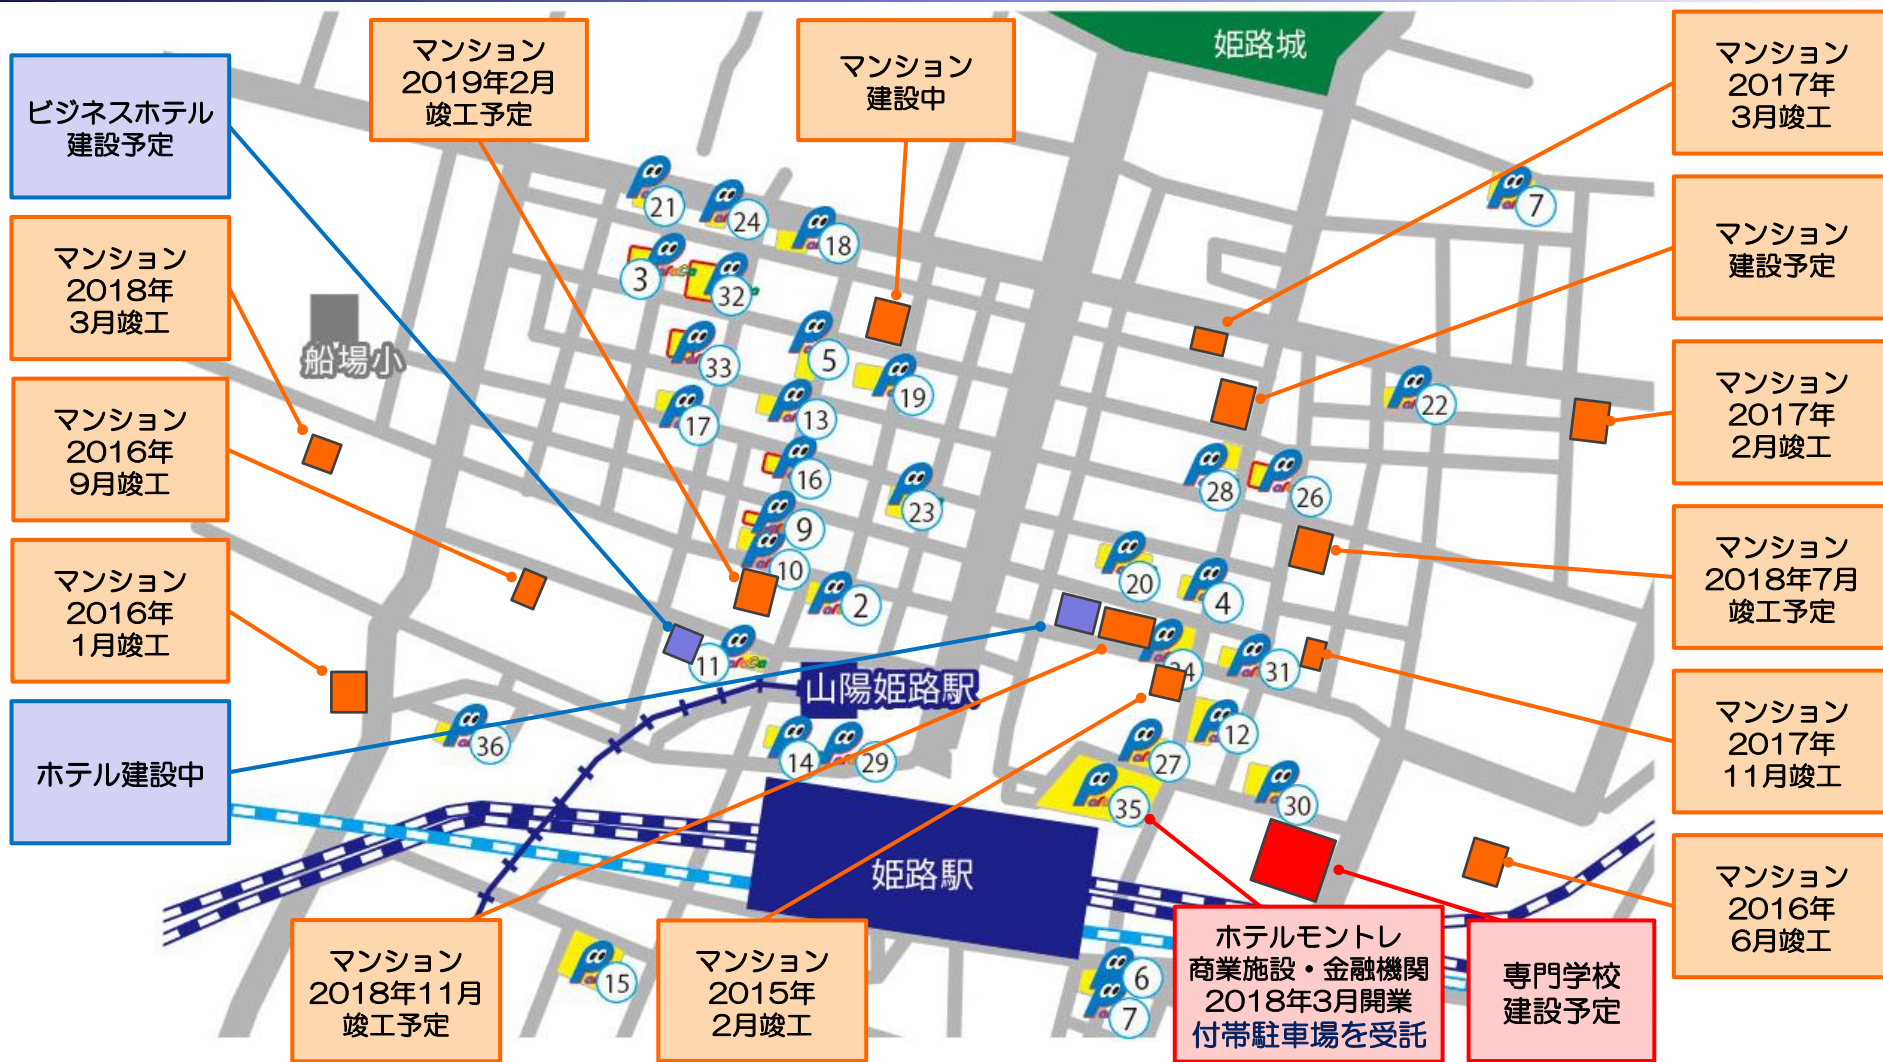 姫路城
マンション
2019年2月
竣工予定
マンション
建設中
マンション
2017年
3月竣工
ビジネスホテル
建設予定
マンション
建設予定
マンション
2018年
3月竣工
船場小
マンション
2017年
2月竣工
マンション
2016年
9月竣工
マンション
2018年7月
竣工予定
マンション
2016年
1月竣工
マンション
2017年
11月竣工
ホテル建設中
山陽姫路駅
姫路駅
マンション
2016年
6月竣工
マンション
2018年11月
竣工予定
マンション
2015年
2月竣工
ホテルモントレ
商業施設・金融機関
2018年3月開業
付帯駐車場を受託
専門学校
建設予定
21
24
18
7
3
32
33
5
19
22
17
13
16
28
26
23
9
10
20
2
4
11
34
31
36
14
29
12
27
35
30
15
6
7